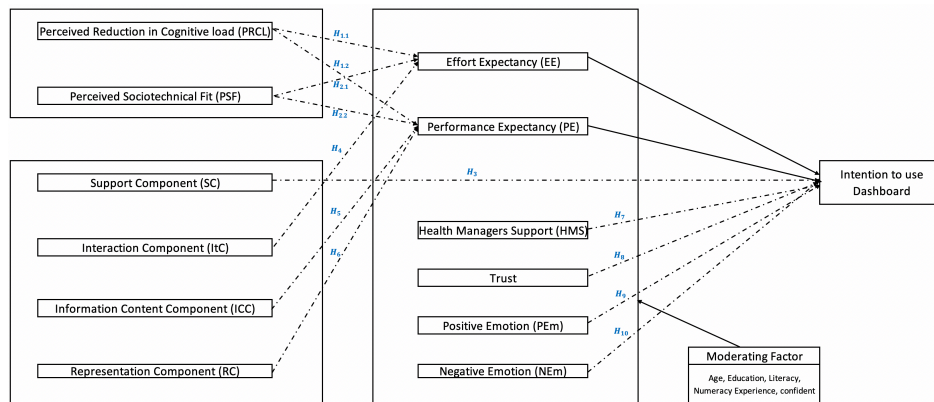 Perceived Reduction in Cognitive load (PRCL)
Perceived Sociotechnical Fit (PSF)
Support Component (SC)
Interaction Component (ItC)
Information Content Component (ICC)
Representation Component (RC)
H1.1
H1.2
H2.1
H2.2
H4
H3
H5
H6
Effort Expectancy (EE)
Performance Expectancy (PE)
Health Managers Support (HMS)
Trust
Positive Emotion (PEm)
Negative Emotion (NEm)
H7
H8
H9
H10
Intention to use
Dashboard
Moderating Factor
Age, Education, Literacy,
Numeracy Experience, confident